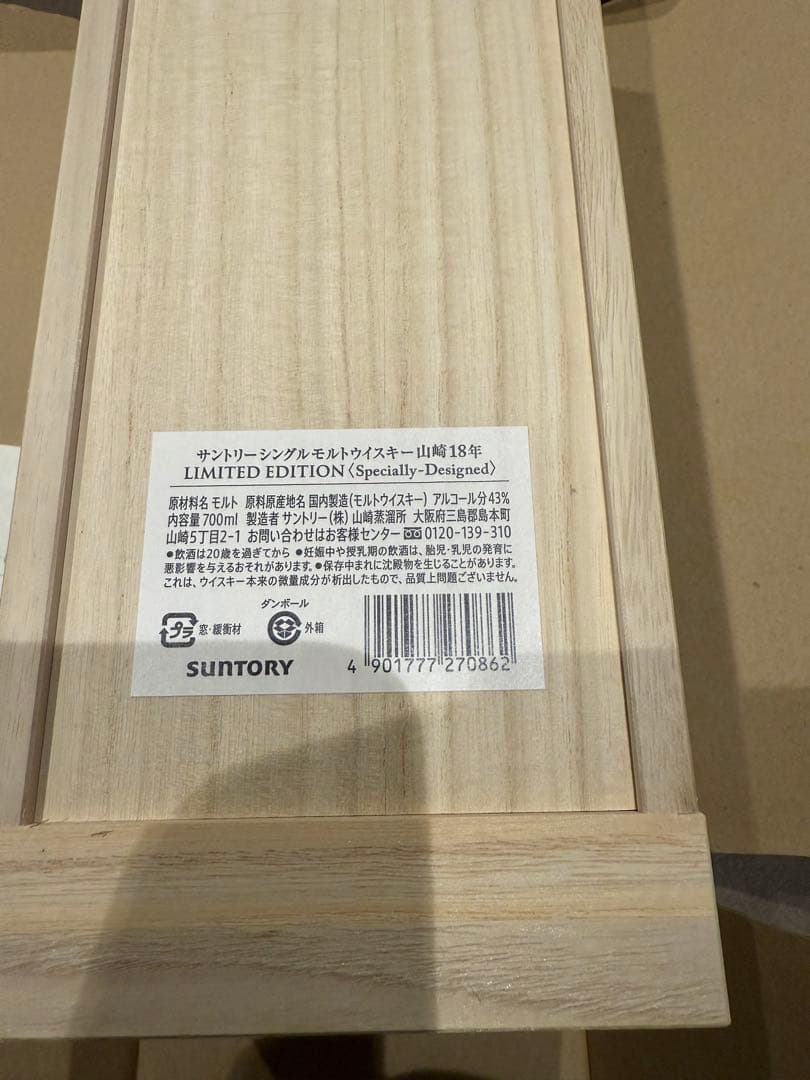 サントリーシングルモルトウイスキー山崎18年
LIMITED EDITION〈Specially-Designed〉
原材料名 モルト 原料原産地名 国内製造(モルトウイスキー) アルコール分43%
内容量700ml 製造者 サントリー(株) 山崎蒸溜所 大阪府三島郡島本町
山崎5丁目2-1 お問い合わせはお客様センター 0120-139-310
●飲酒は20歳を過ぎてから ●妊娠中や授乳期の飲酒は、胎児・乳児の発育に
悪影響を与えるおそれがあります。●保存中まれに沈殿物を生じることがあります。
これは、ウイスキー本来の微量成分が析出したもので、品質上問題ございません。
プラ 窓・緩衝材
ダンボール
外箱
SUNTORY
4 901777 270862